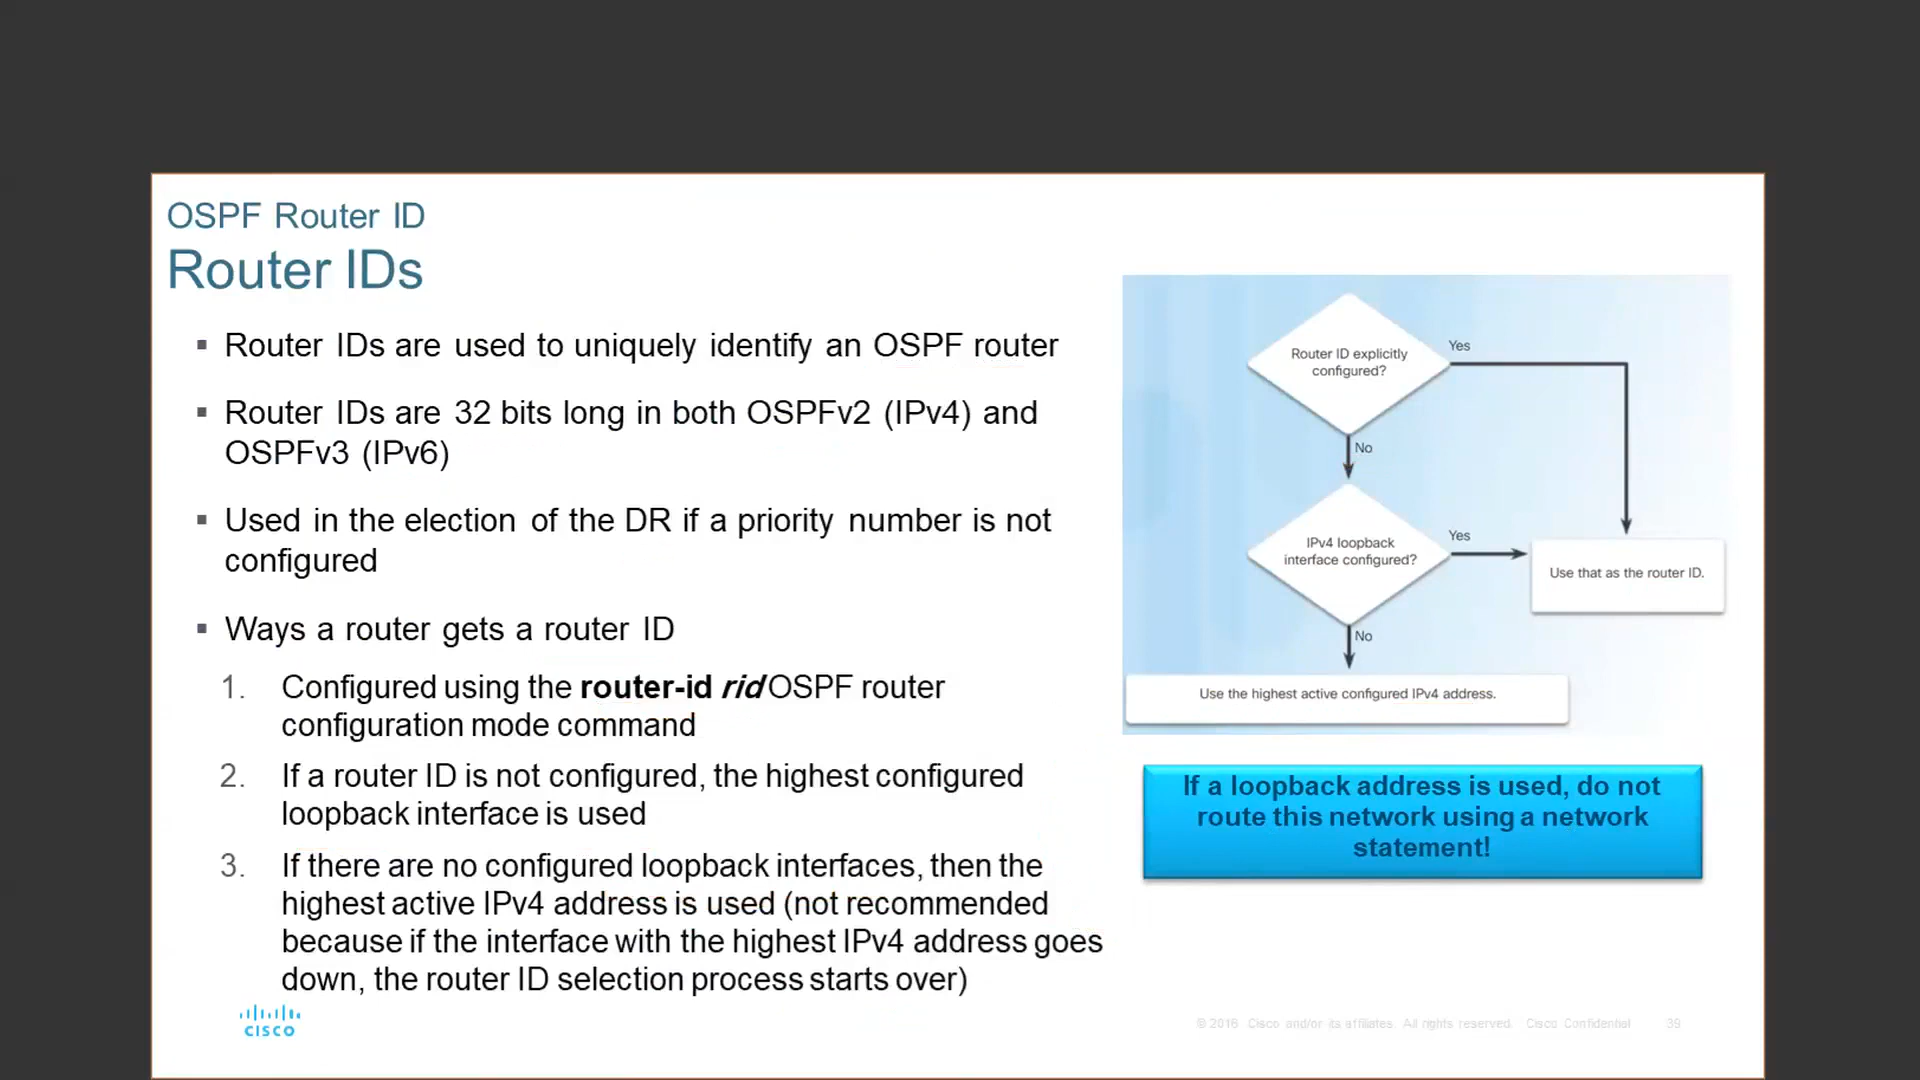 OSPF Router ID
Router IDs
▪ Router IDs are used to uniquely identify an OSPF router
▪ Router IDs are 32 bits long in both OSPFv2 (IPv4) and
OSPFv3 (IPv6)
▪ Used in the election of the DR if a priority number is not
configured
▪ Ways a router gets a router ID
1. Configured using the router-id rid OSPF router
configuration mode command
2. If a router ID is not configured, the highest configured
loopback interface is used
3. If there are no configured loopback interfaces, then the
highest active IPv4 address is used (not recommended
because if the interface with the highest IPv4 address goes
down, the router ID selection process starts over)
Router ID explicitly
configured?
Yes
No
IPv4 loopback
interface configured?
Yes
Use that as the router ID.
No
Use the highest active configured IPv4 address.
If a loopback address is used, do not
route this network using a network
statement!
CISCO
© 2016 Cisco and/or its affiliates. All rights reserved. Cisco Confidential 39